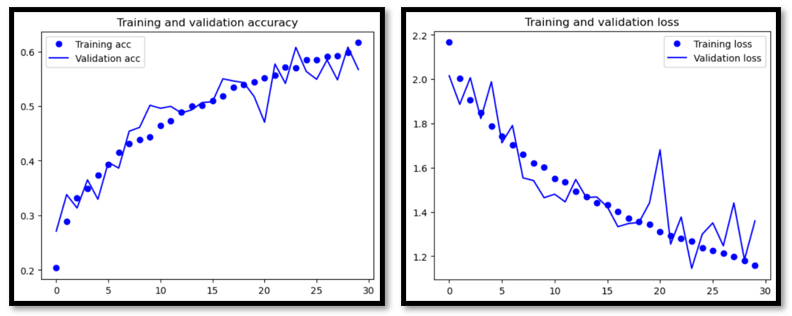 Training and validation accuracy
Training acc
Validation acc
0.6
0.5
0.4
0.3
0.2
0 5 10 15 20 25 30
Training and validation loss
Training loss
Validation loss
2.2
2.0
1.8
1.6
1.4
1.2
0 5 10 15 20 25 30